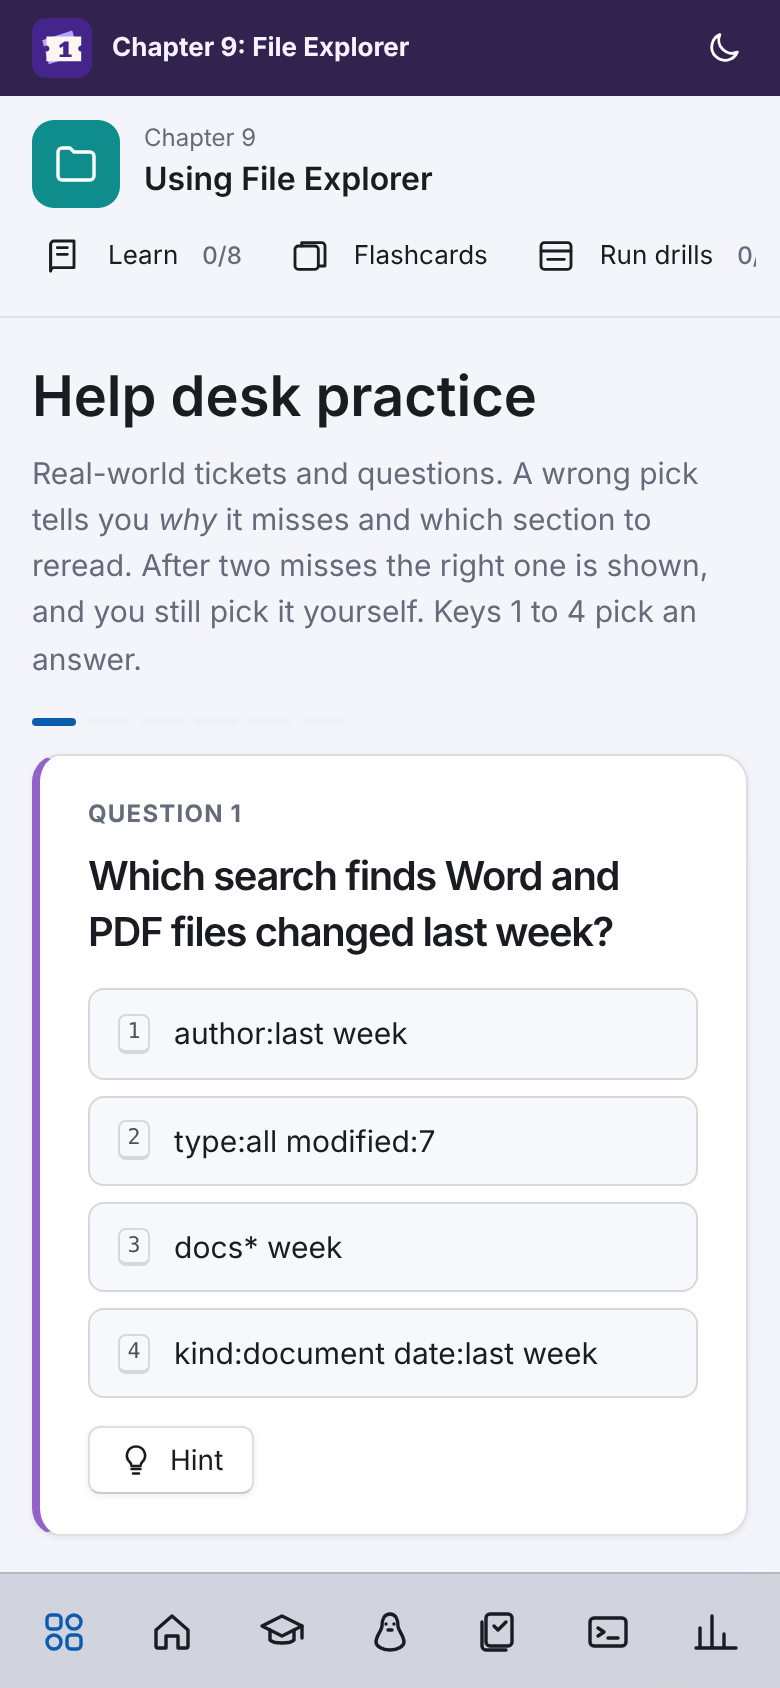 1
Chapter 9: File Explorer
Chapter 9
Using File Explorer
Learn 0/8 Flashcards Run drills 0/
Help desk practice
Real-world tickets and questions. A wrong pick
tells you why it misses and which section to
reread. After two misses the right one is shown,
and you still pick it yourself. Keys 1 to 4 pick an
answer.
QUESTION 1
Which search finds Word and
PDF files changed last week?
1 author:last week
2 type:all modified:7
3 docs* week
4 kind:document date:last week
Hint